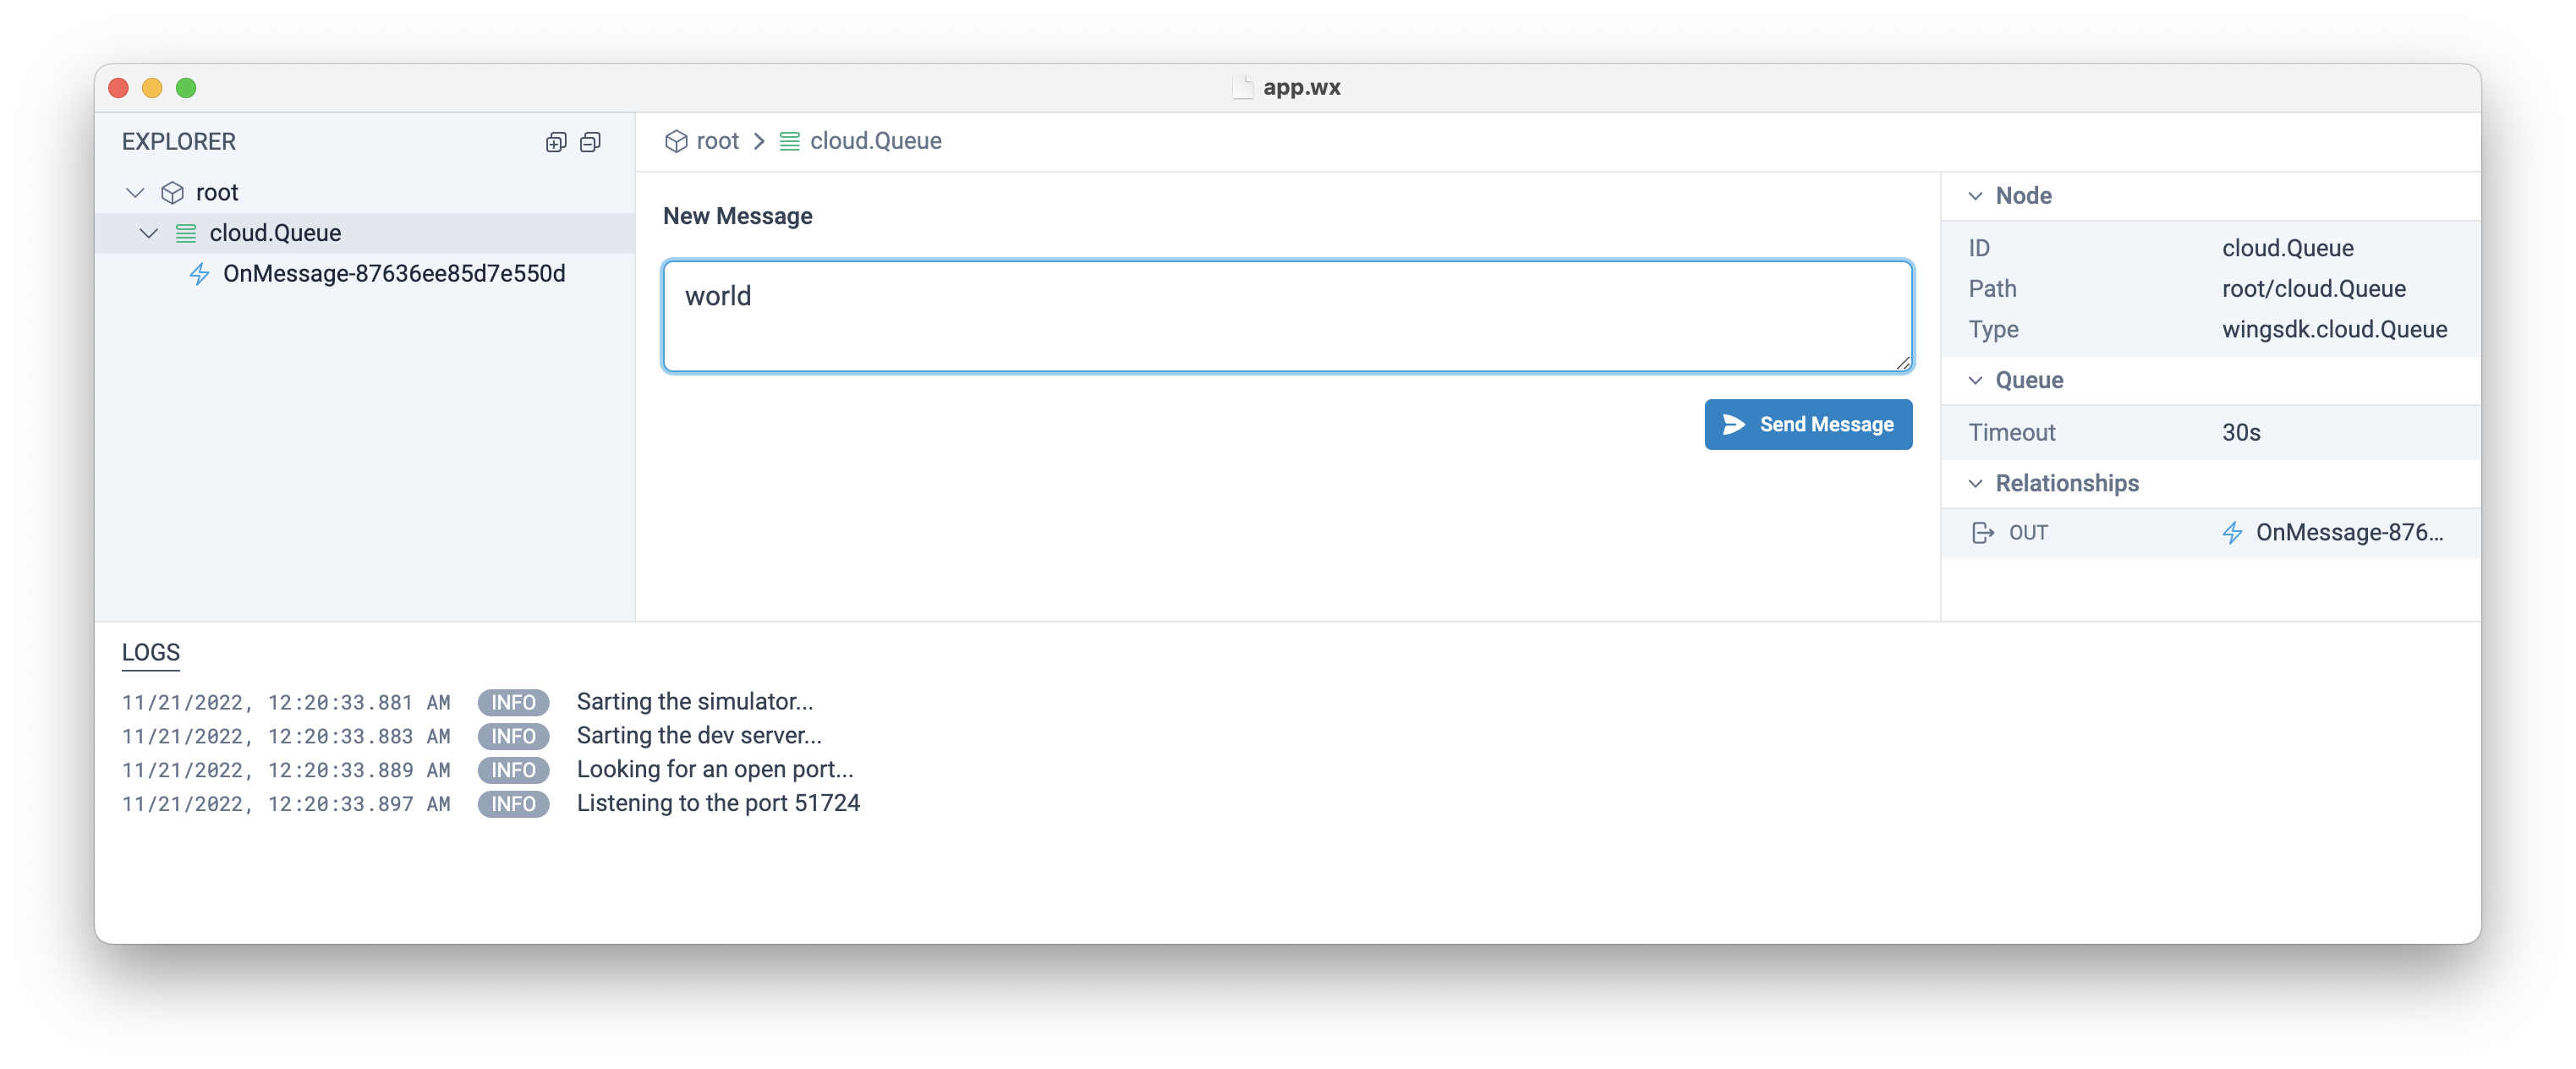 app.wx
EXPLORER
root
cloud.Queue
OnMessage-87636ee85d7e550d
root > cloud.Queue
New Message
world
Send Message
Node
ID cloud.Queue
Path root/cloud.Queue
Type wingsdk.cloud.Queue
Queue
Timeout 30s
Relationships
OUT OnMessage-876...
LOGS
11/21/2022, 12:20:33.881 AM INFO Sarting the simulator...
11/21/2022, 12:20:33.883 AM INFO Sarting the dev server...
11/21/2022, 12:20:33.889 AM INFO Looking for an open port...
11/21/2022, 12:20:33.897 AM INFO Listening to the port 51724